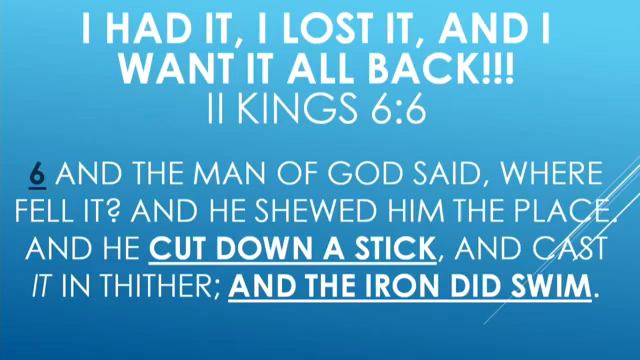 I HAD IT, I LOST IT, AND I
WANT IT ALL BACK!!!
II KINGS 6:6
6 AND THE MAN OF GOD SAID, WHERE
FELL IT? AND HE SHEWED HIM THE PLACE.
AND HE CUT DOWN A STICK, AND CAST
IT IN THITHER; AND THE IRON DID SWIM.